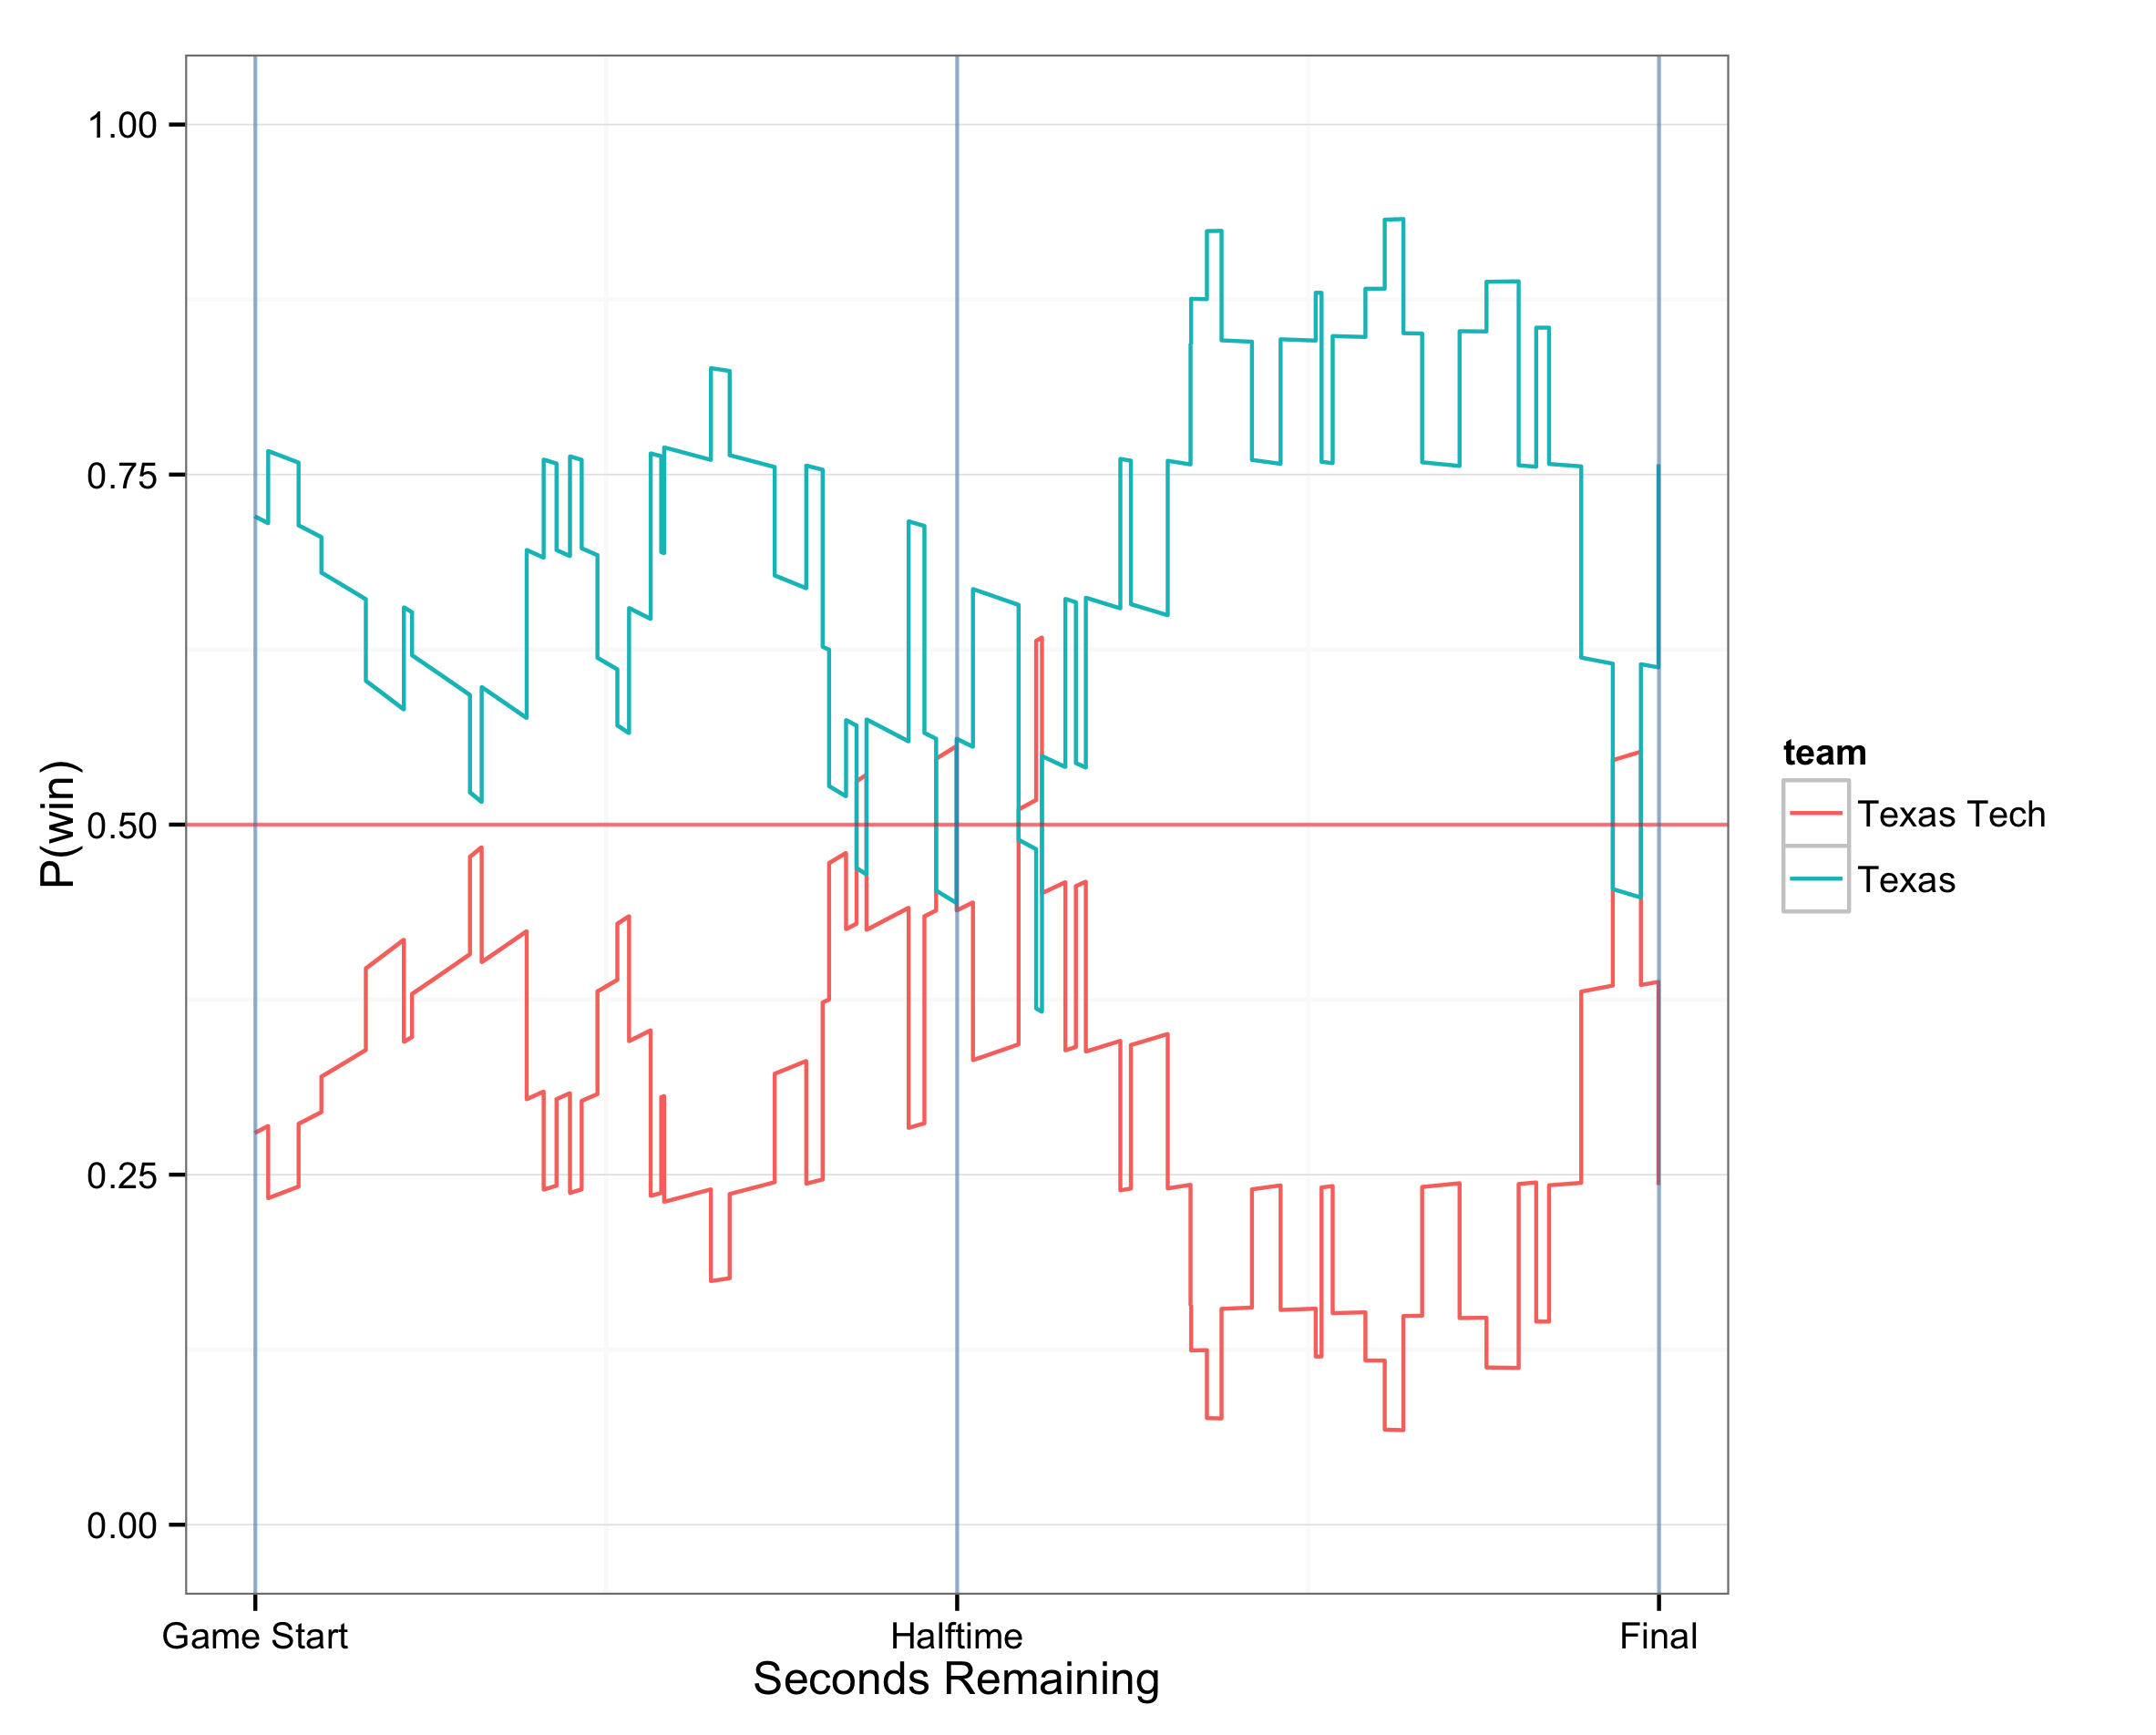 1.00
0.75
0.50
0.25
0.00
P(win)
Game Start
Halftime
Final
Seconds Remaining
team
Texas Tech
Texas